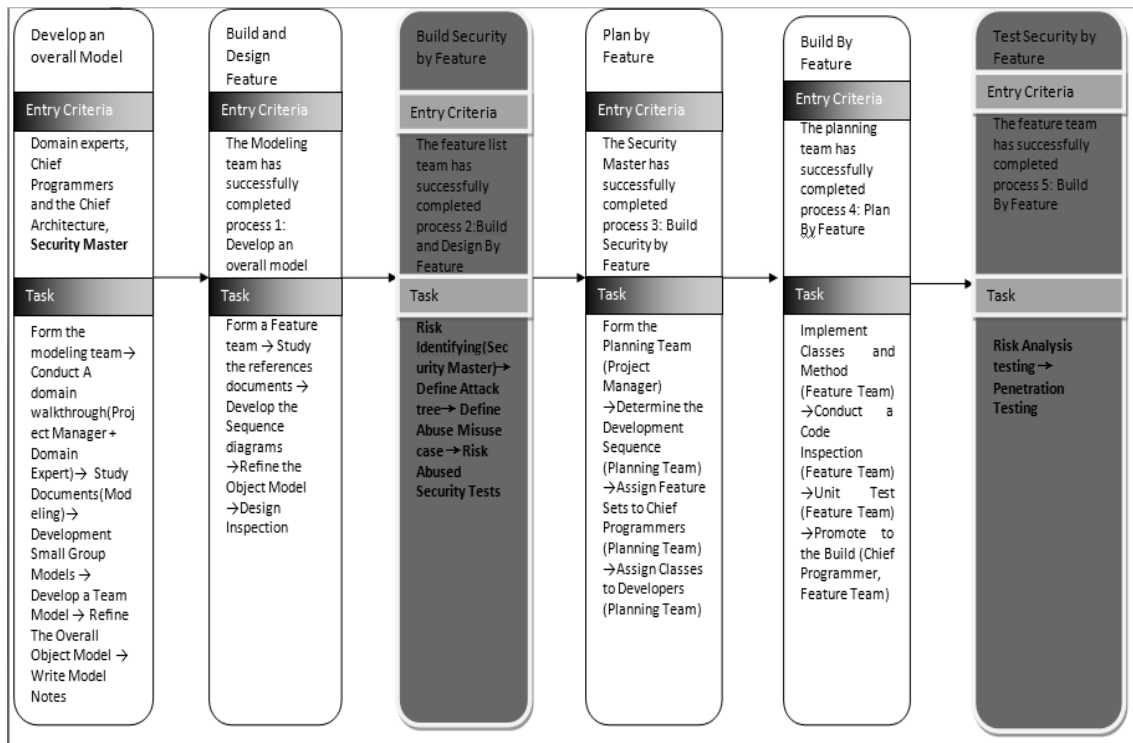 Develop an
overall Model
Entry Criteria
Domain experts,
Chief
Programmers
and the Chief
Architecture,
Security Master
Task
Form the
modeling team→
Conduct A
domain
walkthrough(Proj
ect Manager +
Domain
Expert)→ Study
Documents(Mod
eling)→
Development
Small Group
Models →
Develop a Team
Model → Refine
The Overall
Object Model →
Write Model
Notes
Build and
Design
Feature
Entry Criteria
The Modeling
team has
successfully
completed
process 1:
Develop an
overall model
Task
Form a Feature
team → Study
the references
documents →
Develop the
Sequence
diagrams
→Refine the
Object Model
→Design
Inspection
Build Security
by Feature
Entry Criteria
The feature list
team has
successfully
completed
process 2:Build
and Design By
Feature
Task
Risk
Identifying(Sec
urity Master)→
Define Attack
tree→ Define
Abuse Misuse
case→Risk
Abused
Security Tests
Plan by
Feature
Entry Criteria
The Security
Master has
successfully
completed
process 3: Build
Security by
Feature
Task
Form the
Planning Team
(Project
Manager)
→Determine the
Development
Sequence
(Planning Team)
→Assign Feature
Sets to Chief
Programmers
(Planning Team)
→Assign Classes
to Developers
(Planning Team)
Build By
Feature
Entry Criteria
The planning
team has
successfully
completed
process 4: Plan
By Feature
Task
Implement
Classes and
Method
(Feature Team)
→Conduct a
Code
Inspection
(Feature Team)
→Unit Test
(Feature Team)
→Promote to
the Build (Chief
Programmer,
Feature Team)
Test Security by
Feature
Entry Criteria
The feature team
has successfully
completed
process 5: Build
By Feature
Task
Risk Analysis
testing→
Penetration
Testing